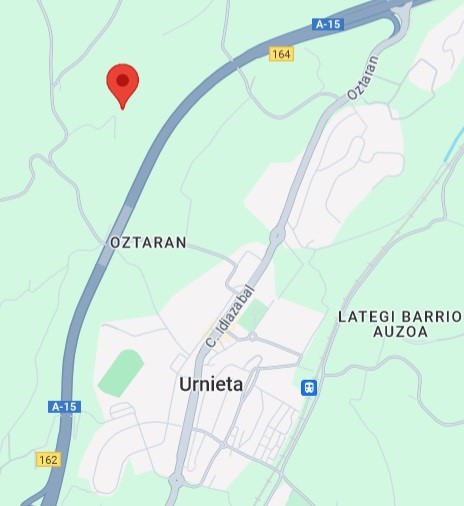 A-15
164
Oztaran
OZTARAN
C. Idiazabal
LATEGI BARRIO
AUZOA
Urnieta
A-15
162